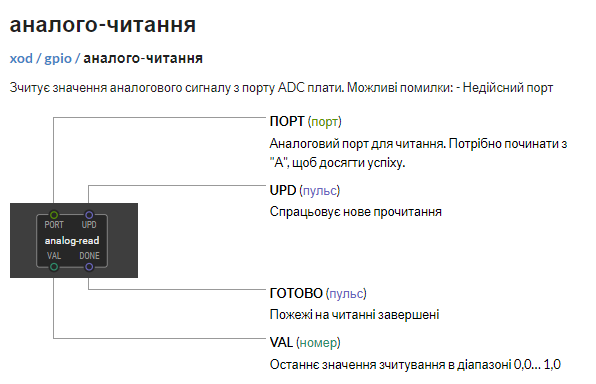 аналого-читання
xod / gpio / аналого-читання
Зчитує значення аналогового сигналу з порту ADC плати. Можливі помилки: - Недійсний порт
ПОРТ (порт)
Аналоговий порт для читання. Потрібно починати з
"A", щоб досягти успіху.
UPD (пульс)
Спрацьовує нове прочитання
PORT UPD
analog-read
VAL DONE
ГОТОВО (пульс)
Пожежі на читанні завершені
VAL (номер)
Останнє значення зчитування в діапазоні 0,0… 1,0